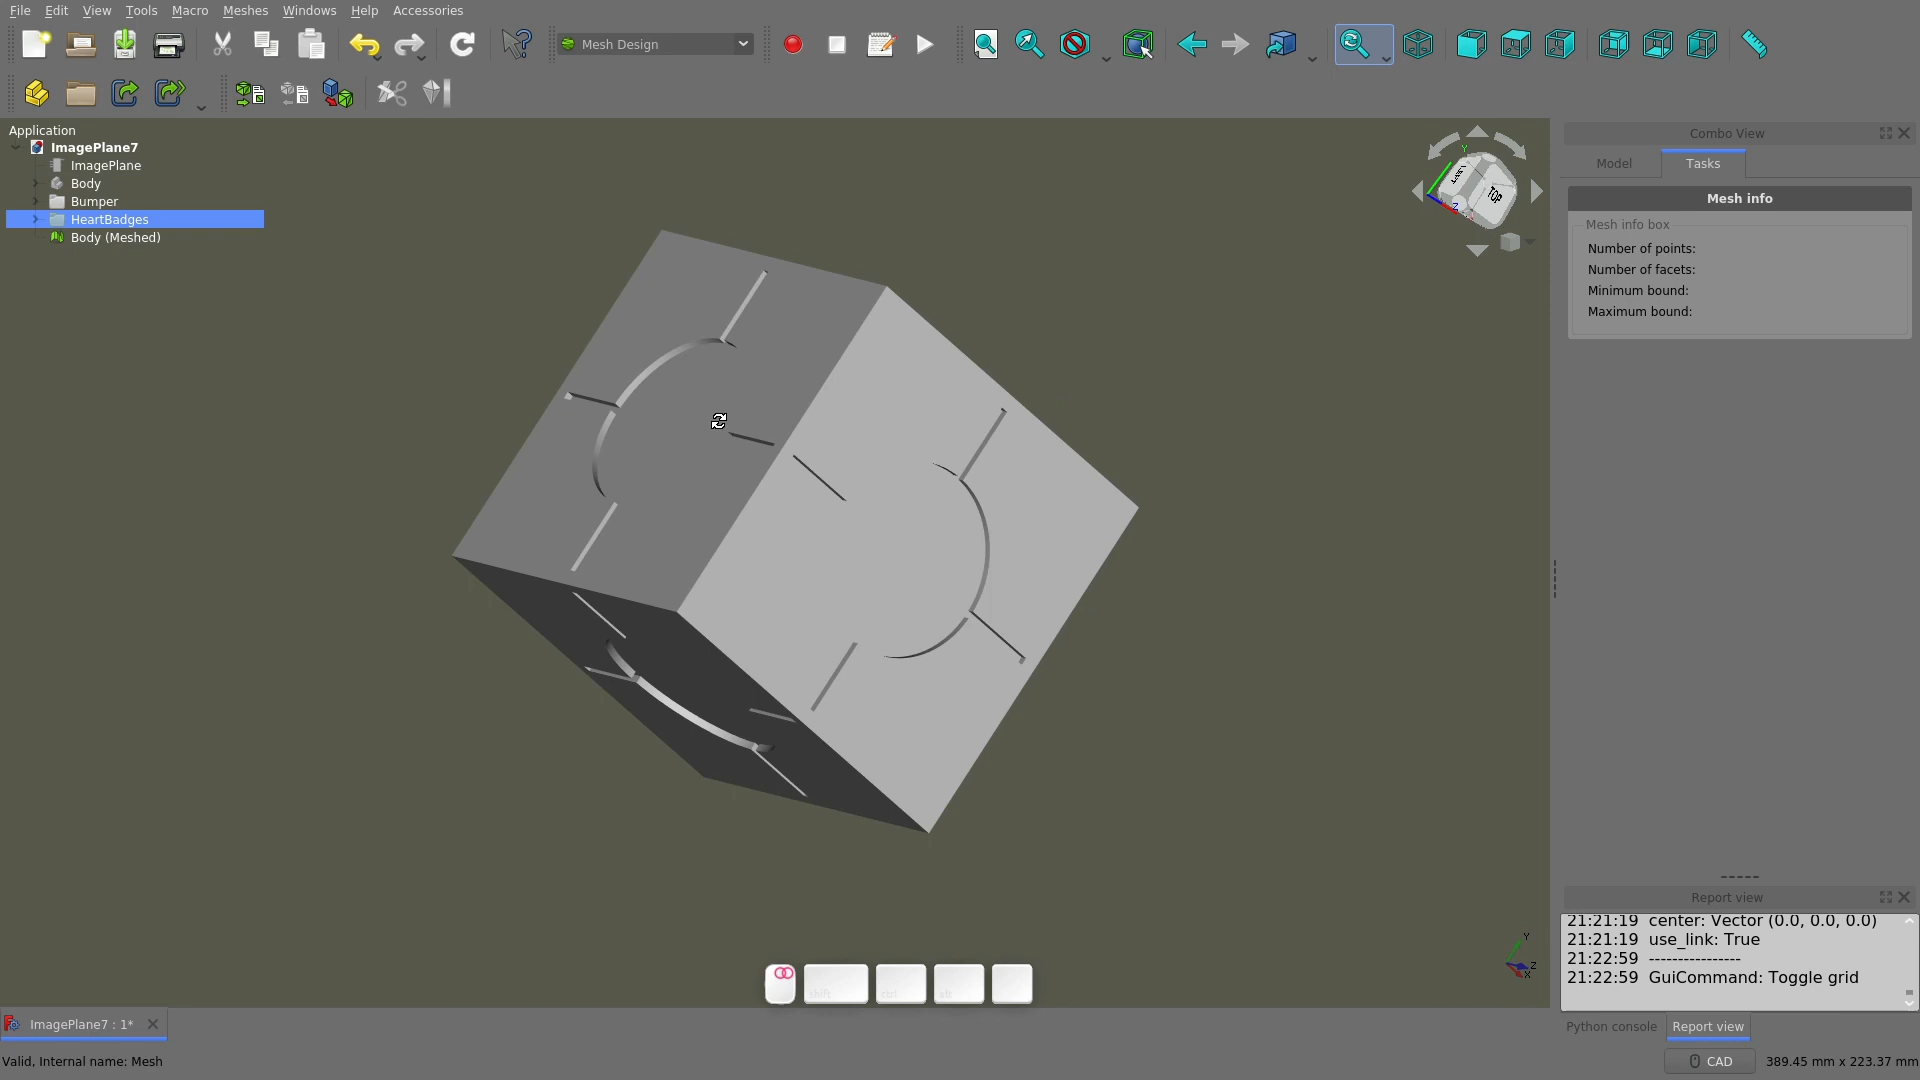 File Edit View Tools Macro Meshes Windows Help Accessories
Mesh Design
Application
ImagePlane7
ImagePlane
Body
Bumper
HeartBadges
Body (Meshed)
TOP
Y
Z
Combo View
Model Tasks
Mesh info
Mesh info box
Number of points:
Number of facets:
Minimum bound:
Maximum bound:
Report view
21:21:19 center: Vector (0.0, 0.0, 0.0)
21:21:19 use_link: True
21:22:59 ----------------
21:22:59 GuiCommand: Toggle grid
Y
Z
X
shift ctrl alt
ImagePlane7 : 1*
Python console Report view
Valid, Internal name: Mesh
CAD 389.45 mm x 223.37 mm